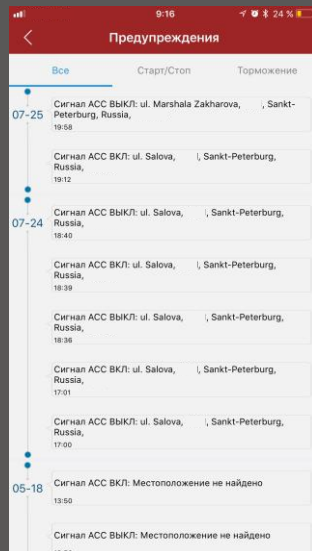 9:16
24 %
Предупреждения
Все
Старт/Стоп
Торможение
07-25
Сигнал ACC ВЫКЛ: ul. Marshala Zakharova, , Sankt-
Peterburg, Russia,
19:58
Сигнал ACC ВКЛ: ul. Salova, , Sankt-Peterburg,
Russia,
19:12
07-24
Сигнал ACC ВЫКЛ: ul. Salova, , Sankt-Peterburg,
Russia,
18:40
Сигнал ACC ВКЛ: ul. Salova, , Sankt-Peterburg,
Russia,
18:39
Сигнал ACC ВЫКЛ: ul. Salova, , Sankt-Peterburg,
Russia,
18:36
Сигнал ACC ВКЛ: ul. Salova, , Sankt-Peterburg,
Russia,
17:01
Сигнал ACC ВЫКЛ: ul. Salova, , Sankt-Peterburg,
Russia,
17:00
05-18
Сигнал ACC ВКЛ: Местоположение не найдено
13:50
Сигнал ACC ВЫКЛ: Местоположение не найдено